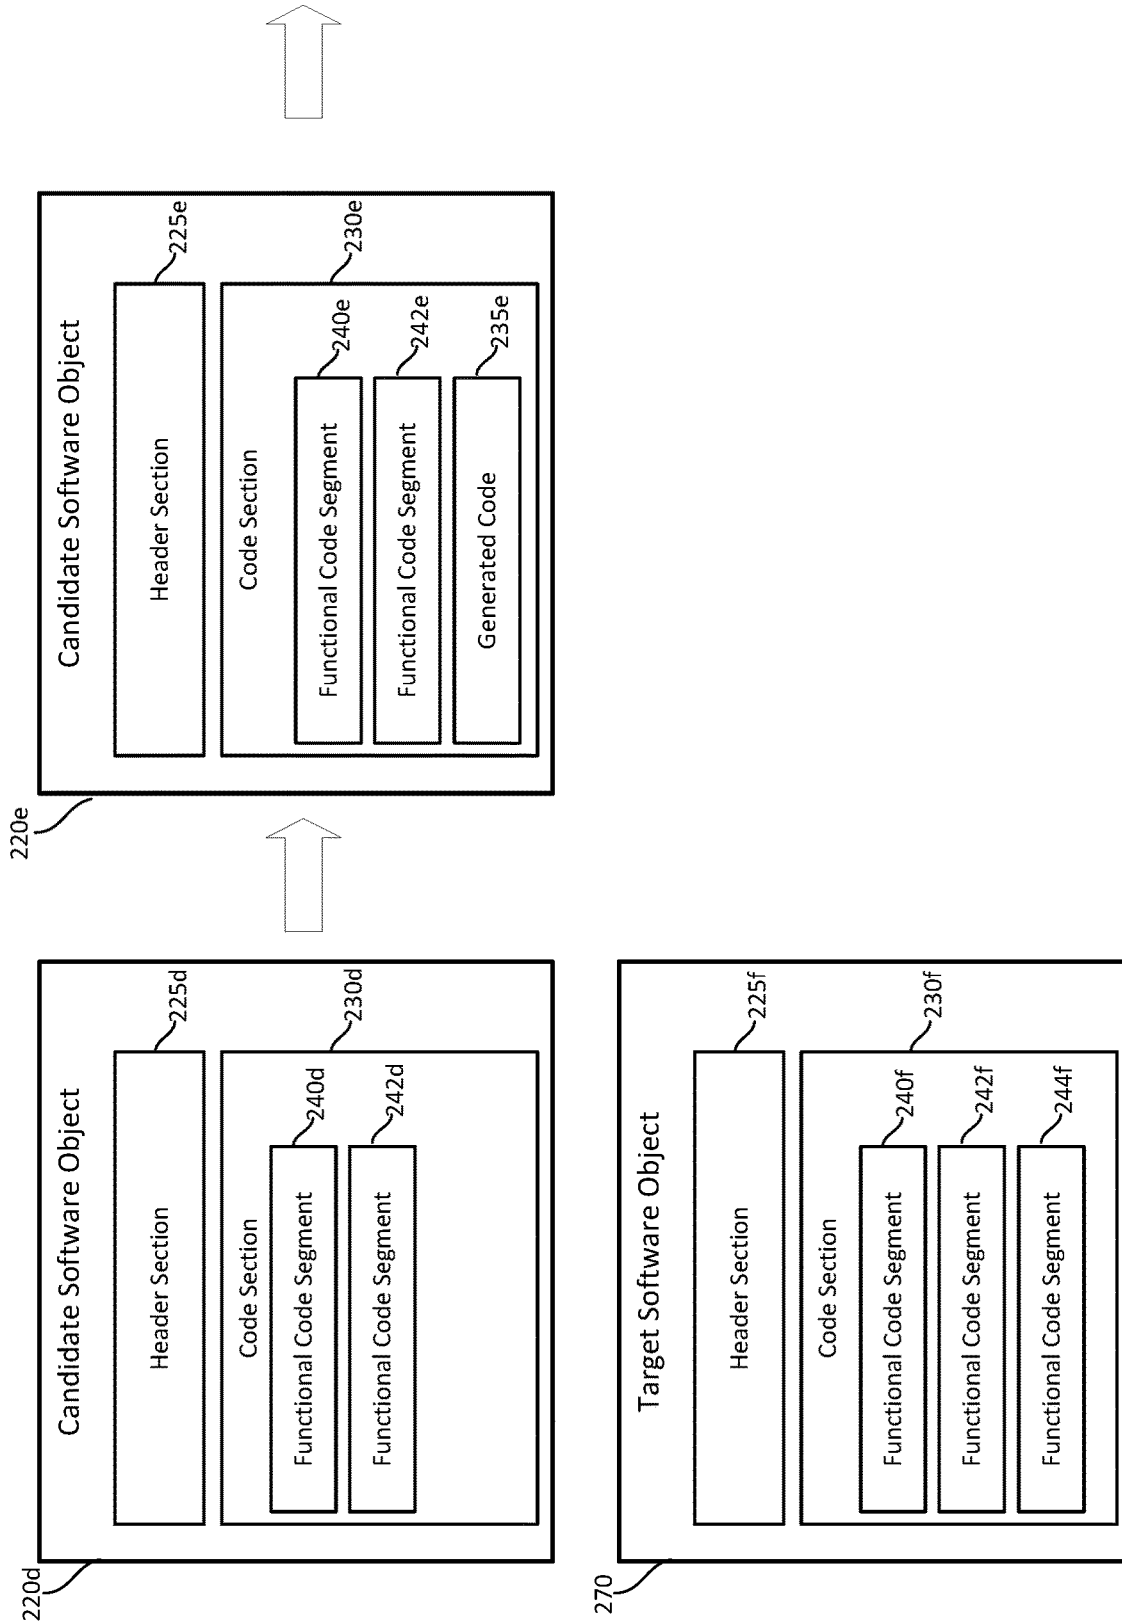 220d
Candidate Software Object
Header Section
225d
Code Section
230d
Functional Code Segment
240d
Functional Code Segment
242d
220e
Candidate Software Object
Header Section
225e
Code Section
230e
Functional Code Segment
240e
Functional Code Segment
242e
Generated Code
235e
270
Target Software Object
Header Section
225f
Code Section
230f
Functional Code Segment
240f
Functional Code Segment
242f
Functional Code Segment
244f